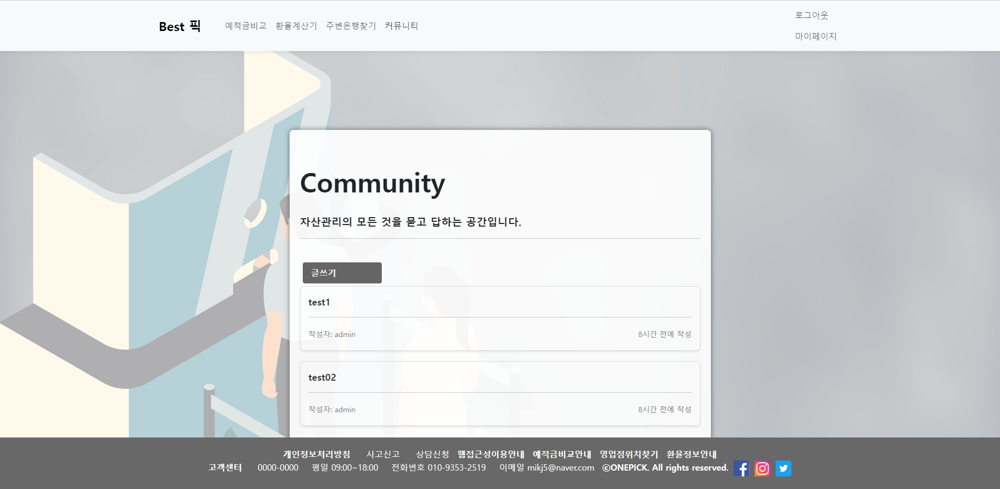 Best 픽 예적금비교 환율계산기 주변은행찾기 커뮤니티
로그아웃
마이페이지
Community
자산관리의 모든 것을 묻고 답하는 공간입니다.
글쓰기
test1
작성자: admin 8시간 전에 작성
test02
작성자: admin 8시간 전에 작성
개인정보처리방침 사고신고 상담신청 웹접근성이용안내 예적금비교안내 영업점위치찾기 환율정보안내
고객센터 0000-0000 평일 09:00~18:00 전화번호 010-9353-2519 이메일 mikj5@naver.com ⓒONEPICK. All rights reserved.